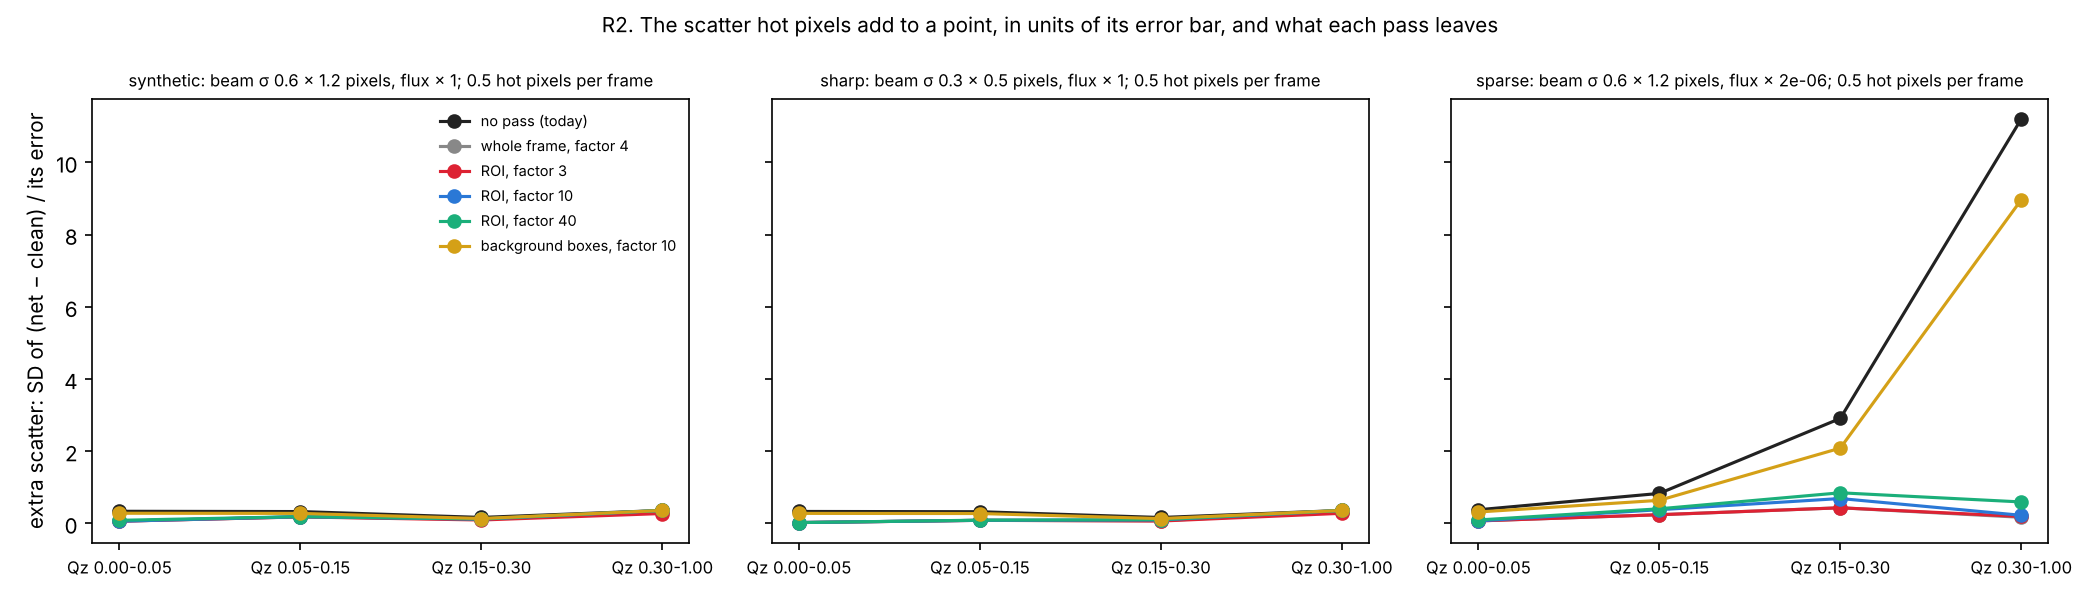 R2. The scatter hot pixels add to a point, in units of its error bar, and what each pass leaves
synthetic: beam σ 0.6 × 1.2 pixels, flux × 1; 0.5 hot pixels per frame
sharp: beam σ 0.3 × 0.5 pixels, flux × 1; 0.5 hot pixels per frame
sparse: beam σ 0.6 × 1.2 pixels, flux × 2e-06; 0.5 hot pixels per frame
extra scatter: SD of (net − clean) / its error
10
8
6
4
2
0
no pass (today)
whole frame, factor 4
ROI, factor 3
ROI, factor 10
ROI, factor 40
background boxes, factor 10
Qz 0.00-0.05 Qz 0.05-0.15 Qz 0.15-0.30 Qz 0.30-1.00
Qz 0.00-0.05 Qz 0.05-0.15 Qz 0.15-0.30 Qz 0.30-1.00
Qz 0.00-0.05 Qz 0.05-0.15 Qz 0.15-0.30 Qz 0.30-1.00